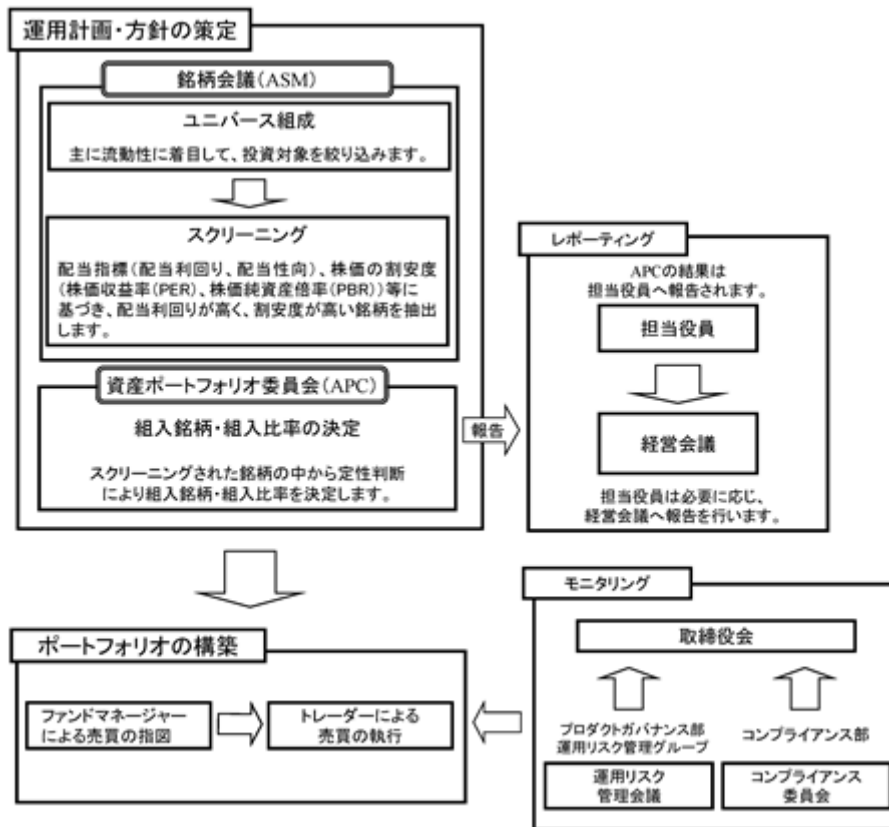 運用計画・方針の策定
銘柄会議(ASM)
ユニバース組成
主に流動性に着目して、投資対象を絞り込みます。
スクリーニング
配当指標(配当利回り、配当性向)、株価の割安度
(株価収益率(PER)、株価純資産倍率(PBR))等に
基づき、配当利回りが高く、割安度が高い銘柄を抽出
します。
資産ポートフォリオ委員会(APC)
組入銘柄・組入比率の決定
スクリーニングされた銘柄の中から定性判断
により組入銘柄・組入比率を決定します。
報告
レポーティング
APCの結果は
担当役員へ報告されます。
担当役員
経営会議
担当役員は必要に応じ、
経営会議へ報告を行います。
ポートフォリオの構築
ファンドマネージャー
による売買の指図
トレーダーによる
売買の執行
モニタリング
取締役会
プロダクトガバナンス部
運用リスク管理グループ
コンプライアンス部
運用リスク
管理会議
コンプライアンス
委員会